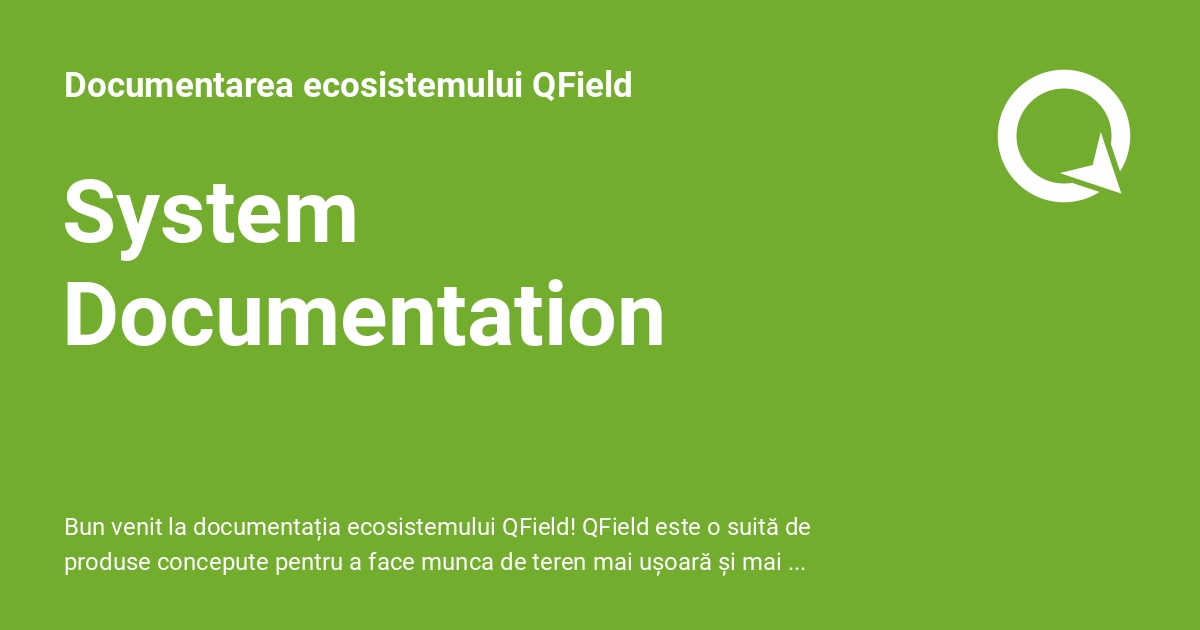 Documentarea ecosistemului QField
System
Documentation
Bun venit la documentația ecosistemului QField! QField este o suită de
produse concepute pentru a face munca de teren mai ușoară și mai ...